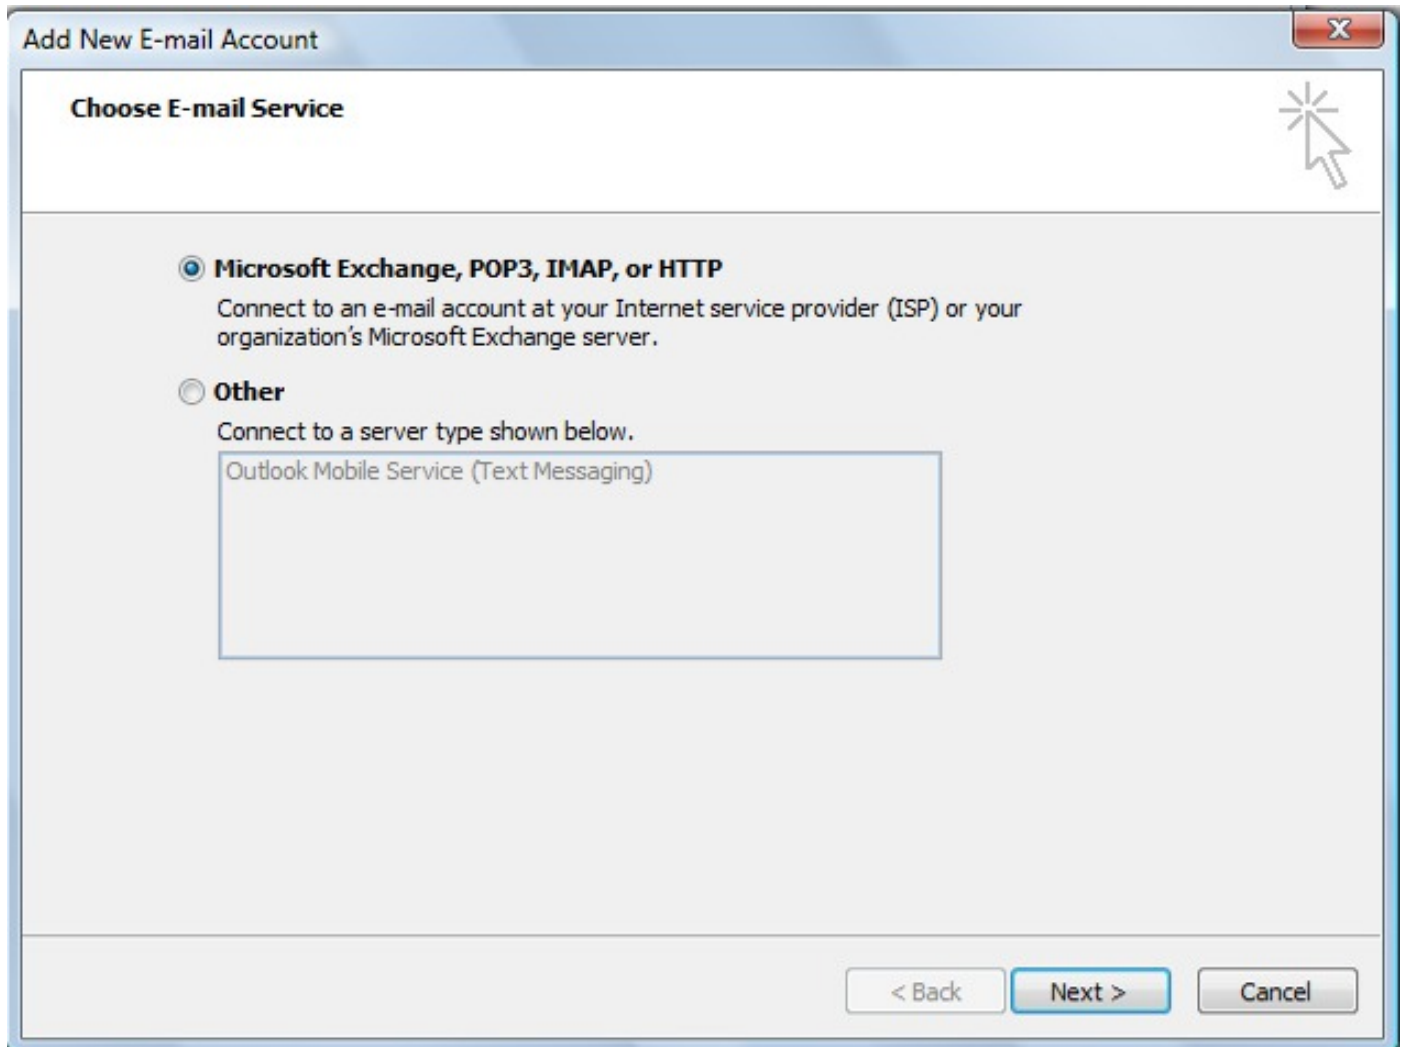 Add New E-mail Account
Choose E-mail Service
Microsoft Exchange, POP3, IMAP, or HTTP
Connect to an e-mail account at your Internet service provider (ISP) or your
organization's Microsoft Exchange server.
Other
Connect to a server type shown below.
Outlook Mobile Service (Text Messaging)
< Back
Next >
Cancel